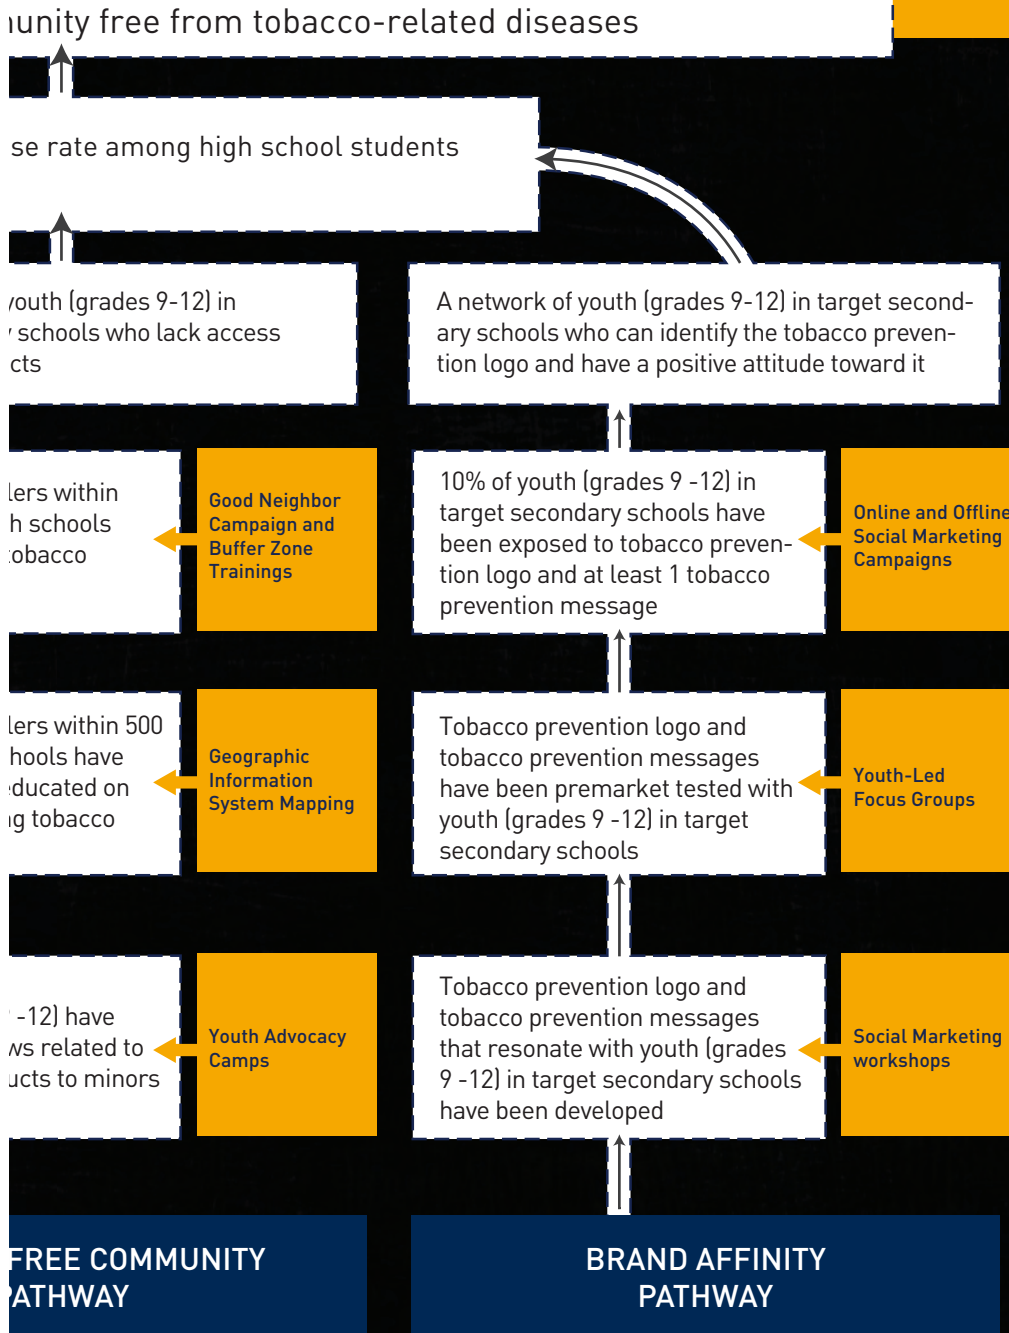 free from tobacco-related diseases
se rate among high school students
youth (grades 9-12) in
schools who lack access
cts
A network of youth (grades 9-12) in target second-
ary schools who can identify the tobacco preven-
tion logo and have a positive attitude toward it
lers within
h schools
tobacco
Good Neighbor
Campaign and
Buffer Zone
Trainings
10% of youth (grades 9 -12) in
target secondary schools have
been exposed to tobacco preven-
tion logo and at least 1 tobacco
prevention message
Online and Offline
Social Marketing
Campaigns
lers within 500
hools have
educated on
g tobacco
Geographic
Information
System Mapping
Tobacco prevention logo and
tobacco prevention messages
have been premarket tested with
youth (grades 9 -12) in target
secondary schools
Youth-Led
Focus Groups
-12) have
ws related to
ucts to minors
Youth Advocacy
Camps
Tobacco prevention logo and
tobacco prevention messages
that resonate with youth (grades
9 -12) in target secondary schools
have been developed
Social Marketing
workshops
FREE COMMUNITY
PATHWAY
BRAND AFFINITY
PATHWAY